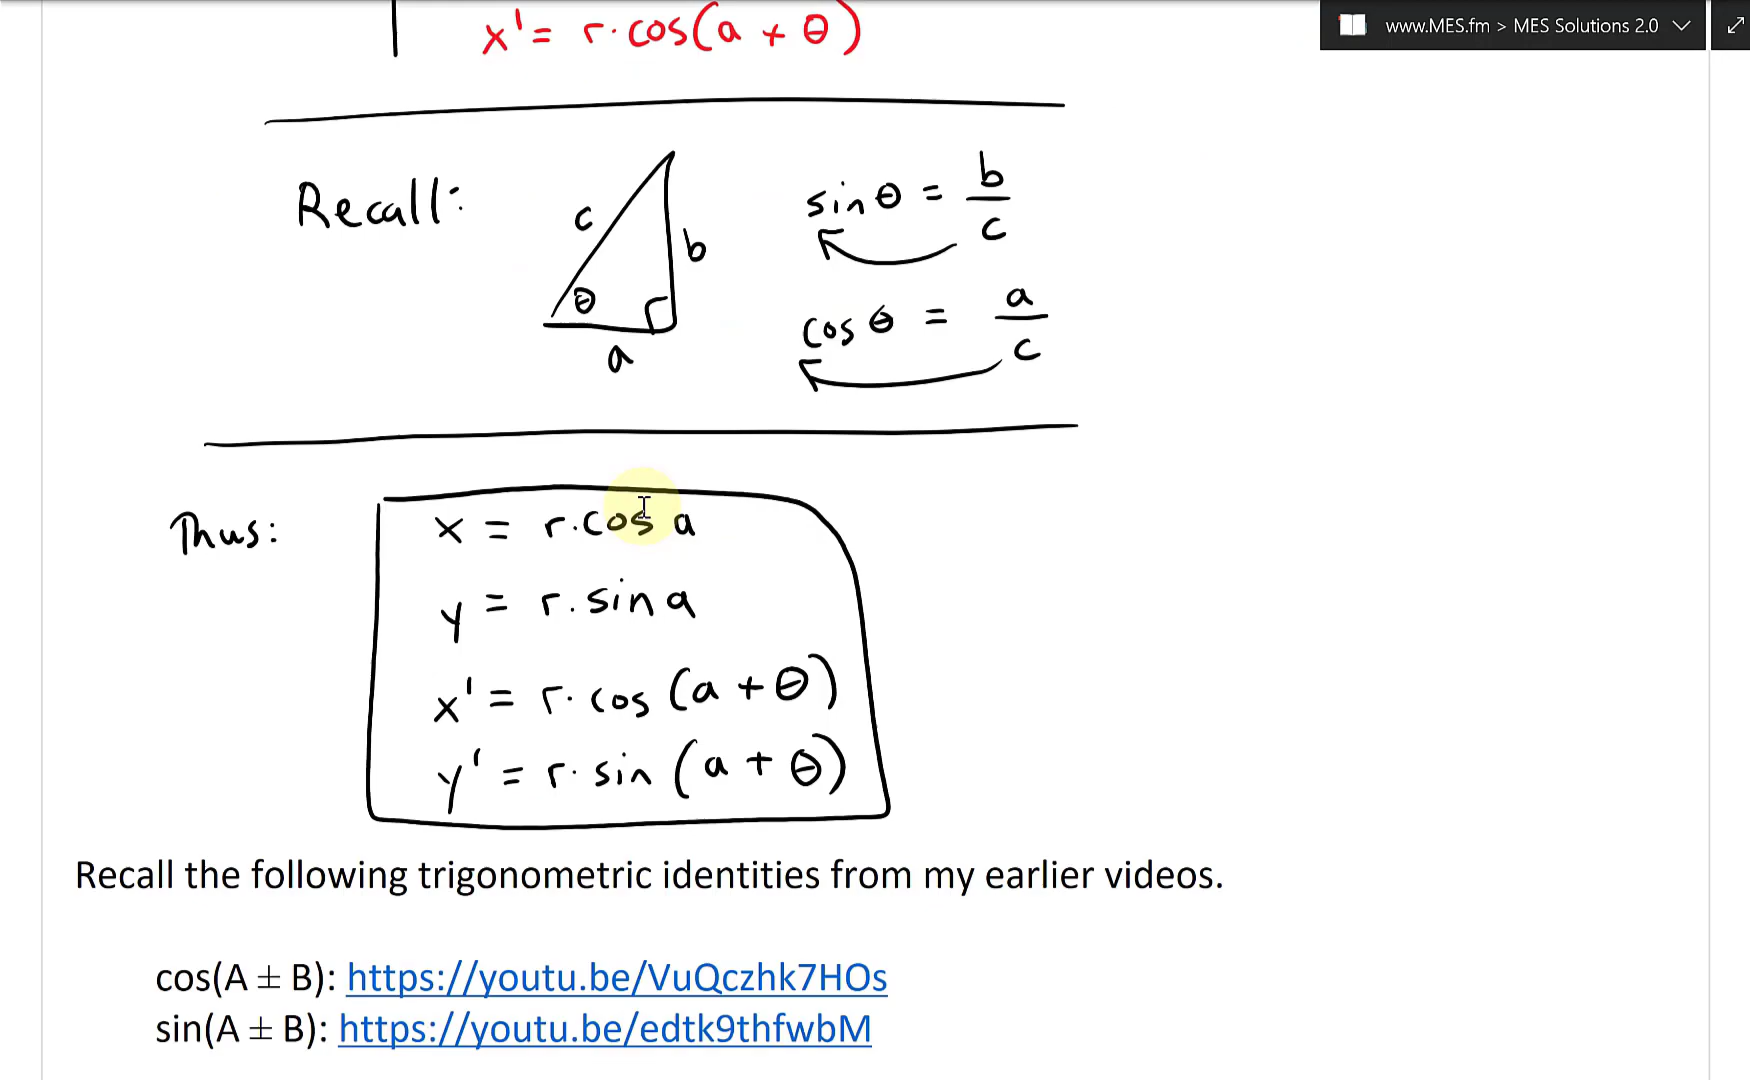 x' = r·cos(a + θ)
www.MES.fm > MES Solutions 2.0
Recall:
c
b
θ
a
sin θ = b/c
cos θ = a/c
Thus:
x = r·cos a
y = r·sin a
x' = r·cos (a + θ)
y' = r·sin (a + θ)
Recall the following trigonometric identities from my earlier videos.
cos(A ± B): https://youtu.be/VuQczhk7HOs
sin(A ± B): https://youtu.be/edtk9thfwbM